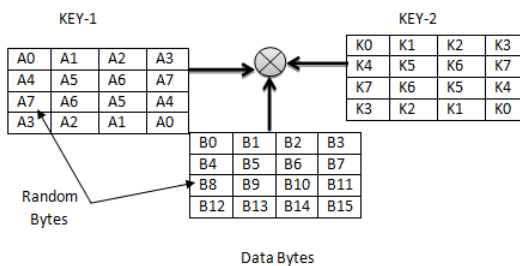 KEY-1
KEY-2
A0 A1 A2 A3
A4 A5 A6 A7
A7 A6 A5 A4
A3 A2 A1 A0
K0 K1 K2 K3
K4 K5 K6 K7
K7 K6 K5 K4
K3 K2 K1 K0
B0 B1 B2 B3
B4 B5 B6 B7
B8 B9 B10 B11
B12 B13 B14 B15
Random
Bytes
Data Bytes